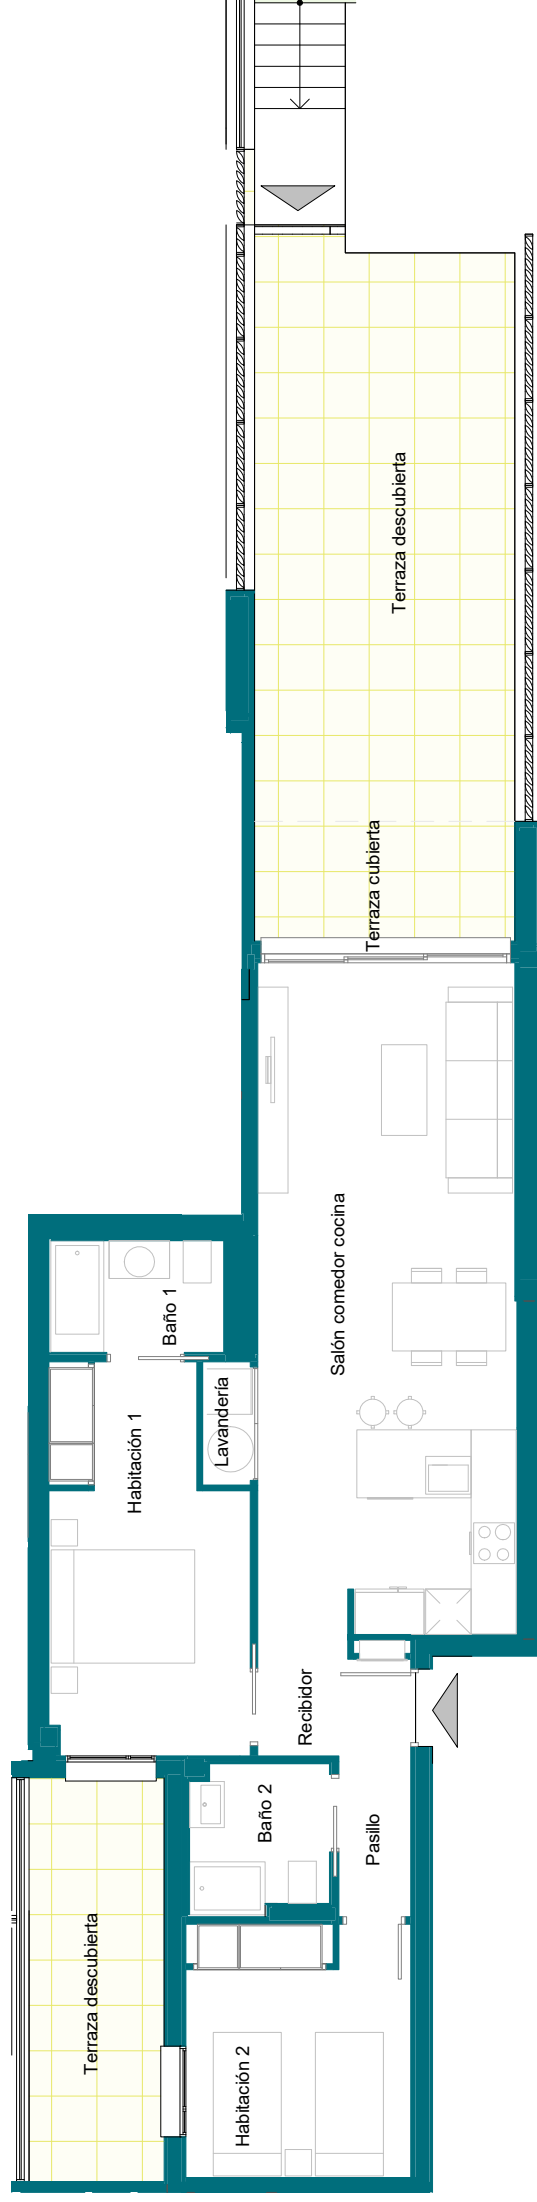 Terraza descubierta
Terraza cubierta
Salón comedor cocina
Baño 1
Lavandería
Habitación 1
Recibidor
Baño 2
Pasillo
Terraza descubierta
Habitación 2